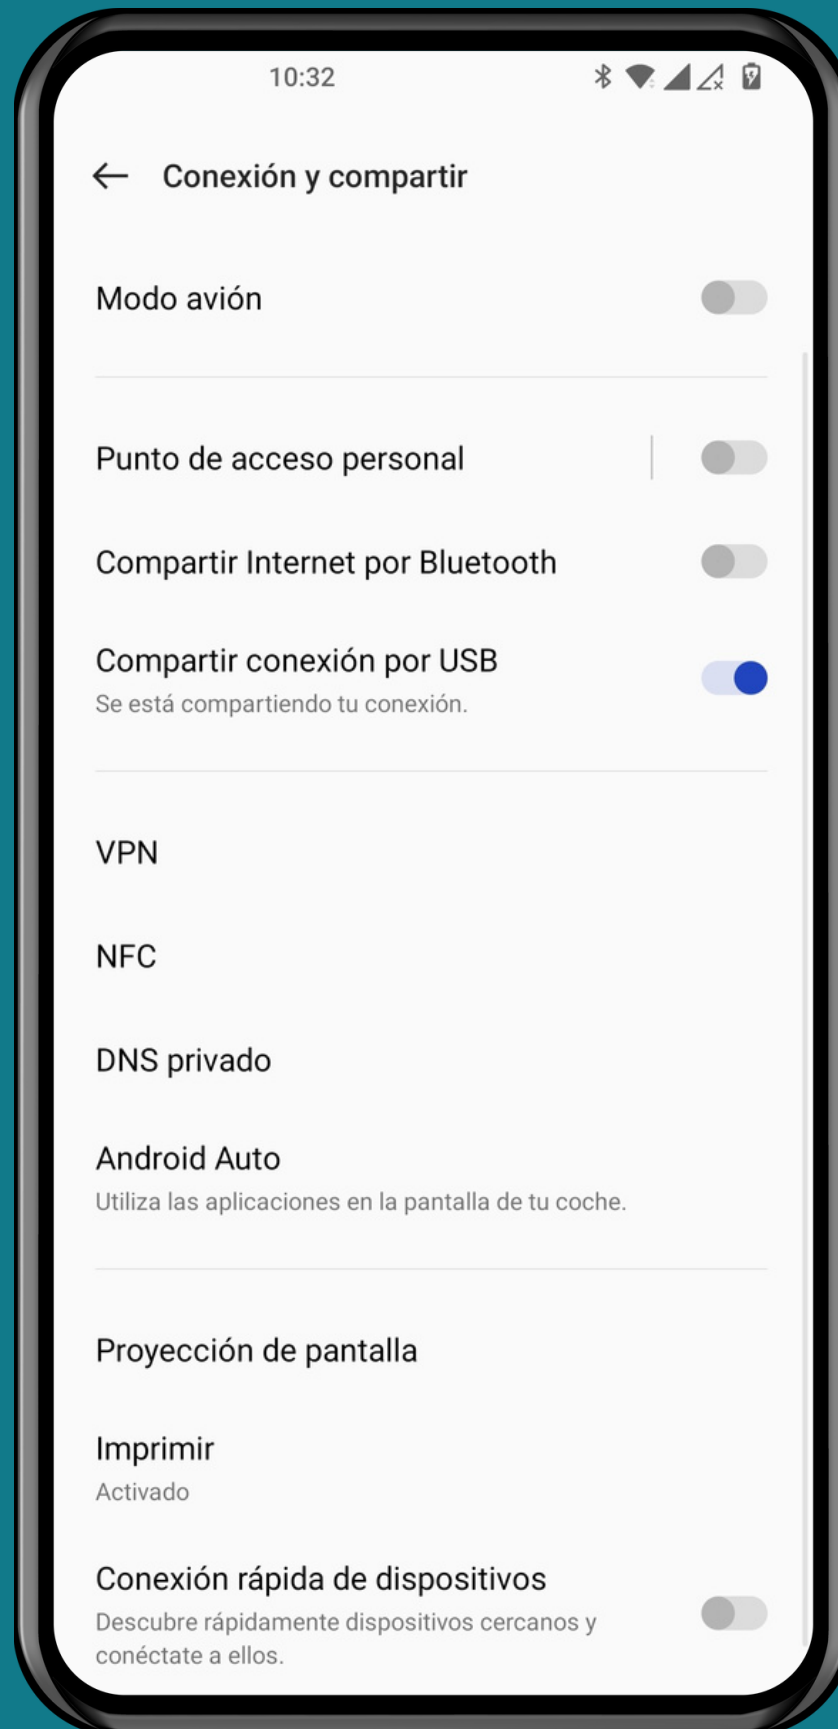 10:32
Conexión y compartir
Modo avión
Punto de acceso personal
Compartir Internet por Bluetooth
Compartir conexión por USB
Se está compartiendo tu conexión.
VPN
NFC
DNS privado
Android Auto
Utiliza las aplicaciones en la pantalla de tu coche.
Proyección de pantalla
Imprimir
Activado
Conexión rápida de dispositivos
Descubre rápidamente dispositivos cercanos y
conéctate a ellos.